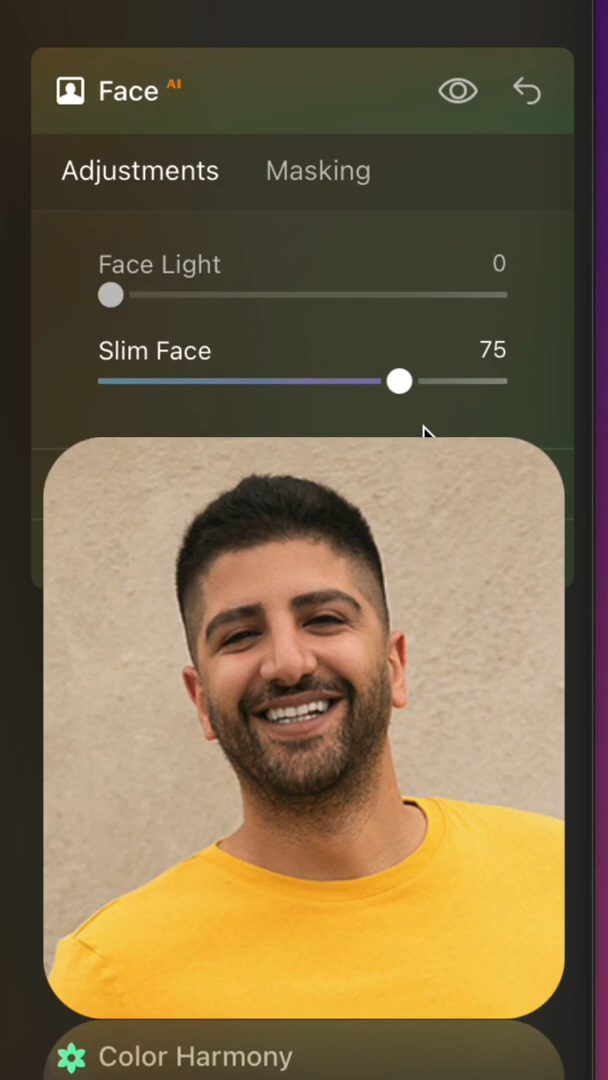 Face AI
Adjustments Masking
Face Light 0
Slim Face 75
Color Harmony